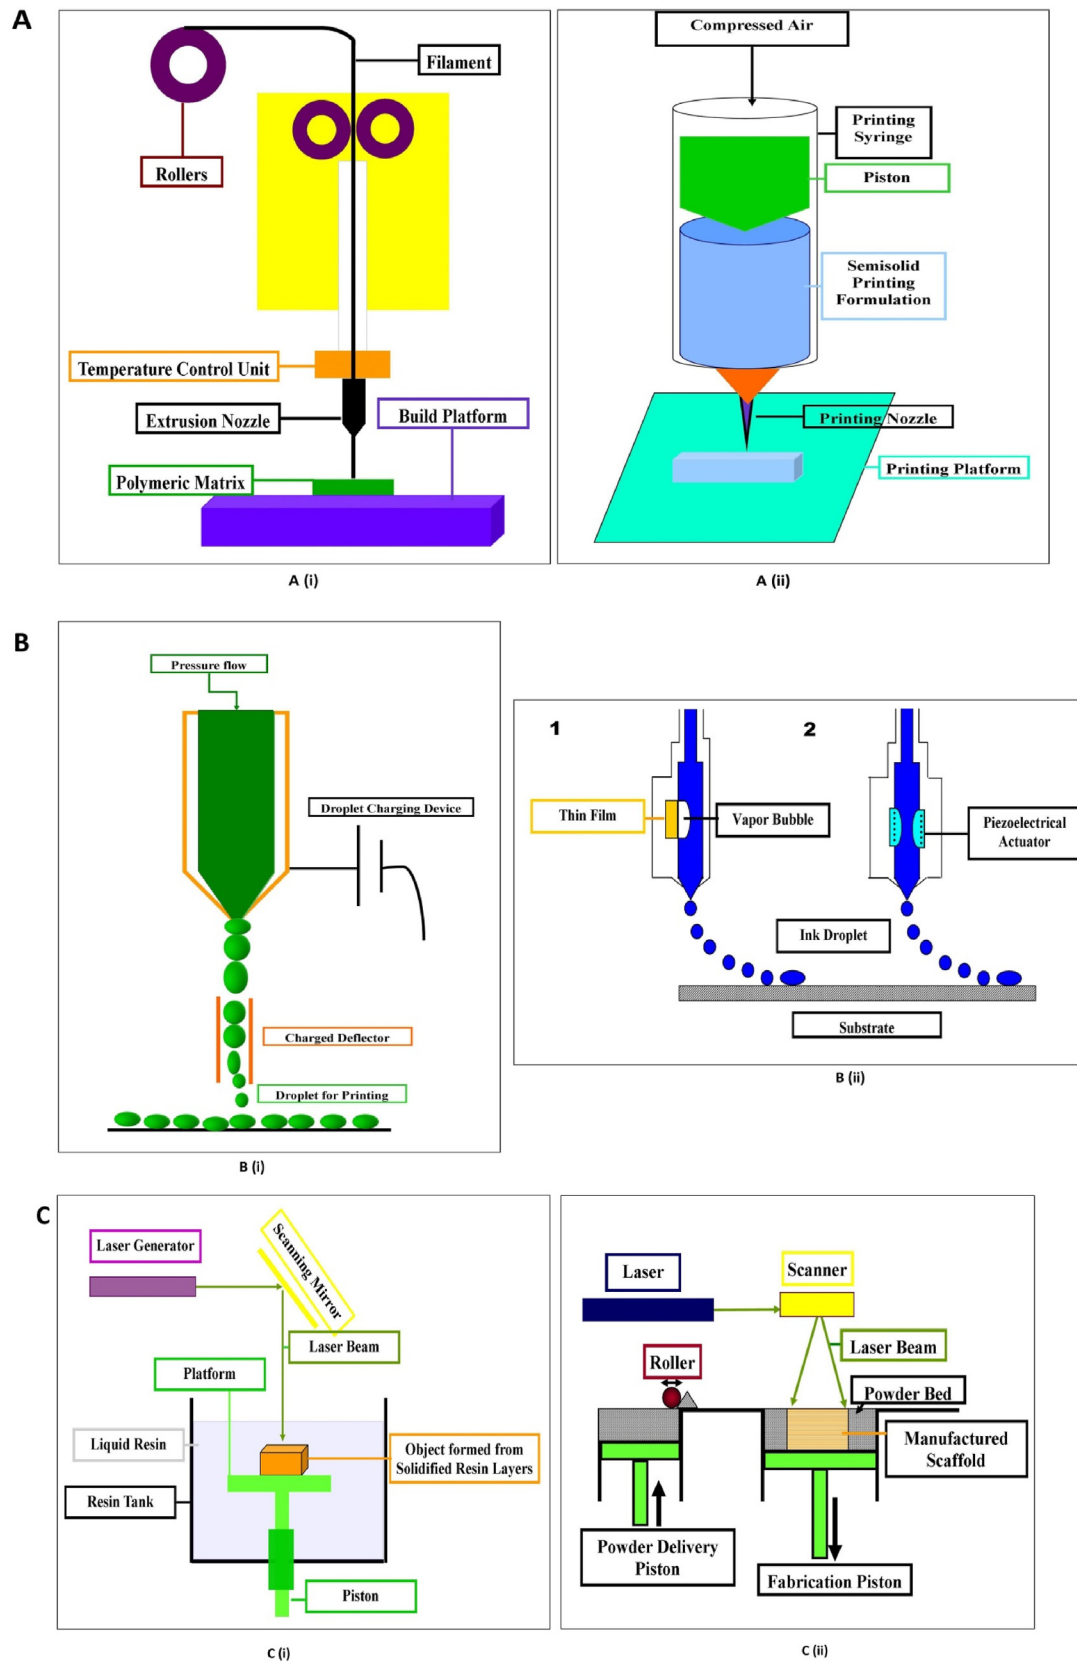 A
Filament
Rollers
Temperature Control Unit
Extrusion Nozzle
Build Platform
Polymeric Matrix
A (i)
Compressed Air
Printing
Syringe
Piston
Semisolid
Printing
Formulation
Printing Nozzle
Printing Platform
A (ii)
B
Pressure flow
Droplet Charging Device
Charged Deflector
Droplet for Printing
B (i)
1
2
Thin Film
Vapor Bubble
Piezoelectrical
Actuator
Ink Droplet
Substrate
B (ii)
C
Laser Generator
Scanning Mirror
Laser Beam
Platform
Liquid Resin
Object formed from
Solidified Resin Layers
Resin Tank
Piston
C (i)
Laser
Scanner
Laser Beam
Roller
Powder Bed
Manufactured
Scaffold
Powder Delivery
Piston
Fabrication Piston
C (ii)